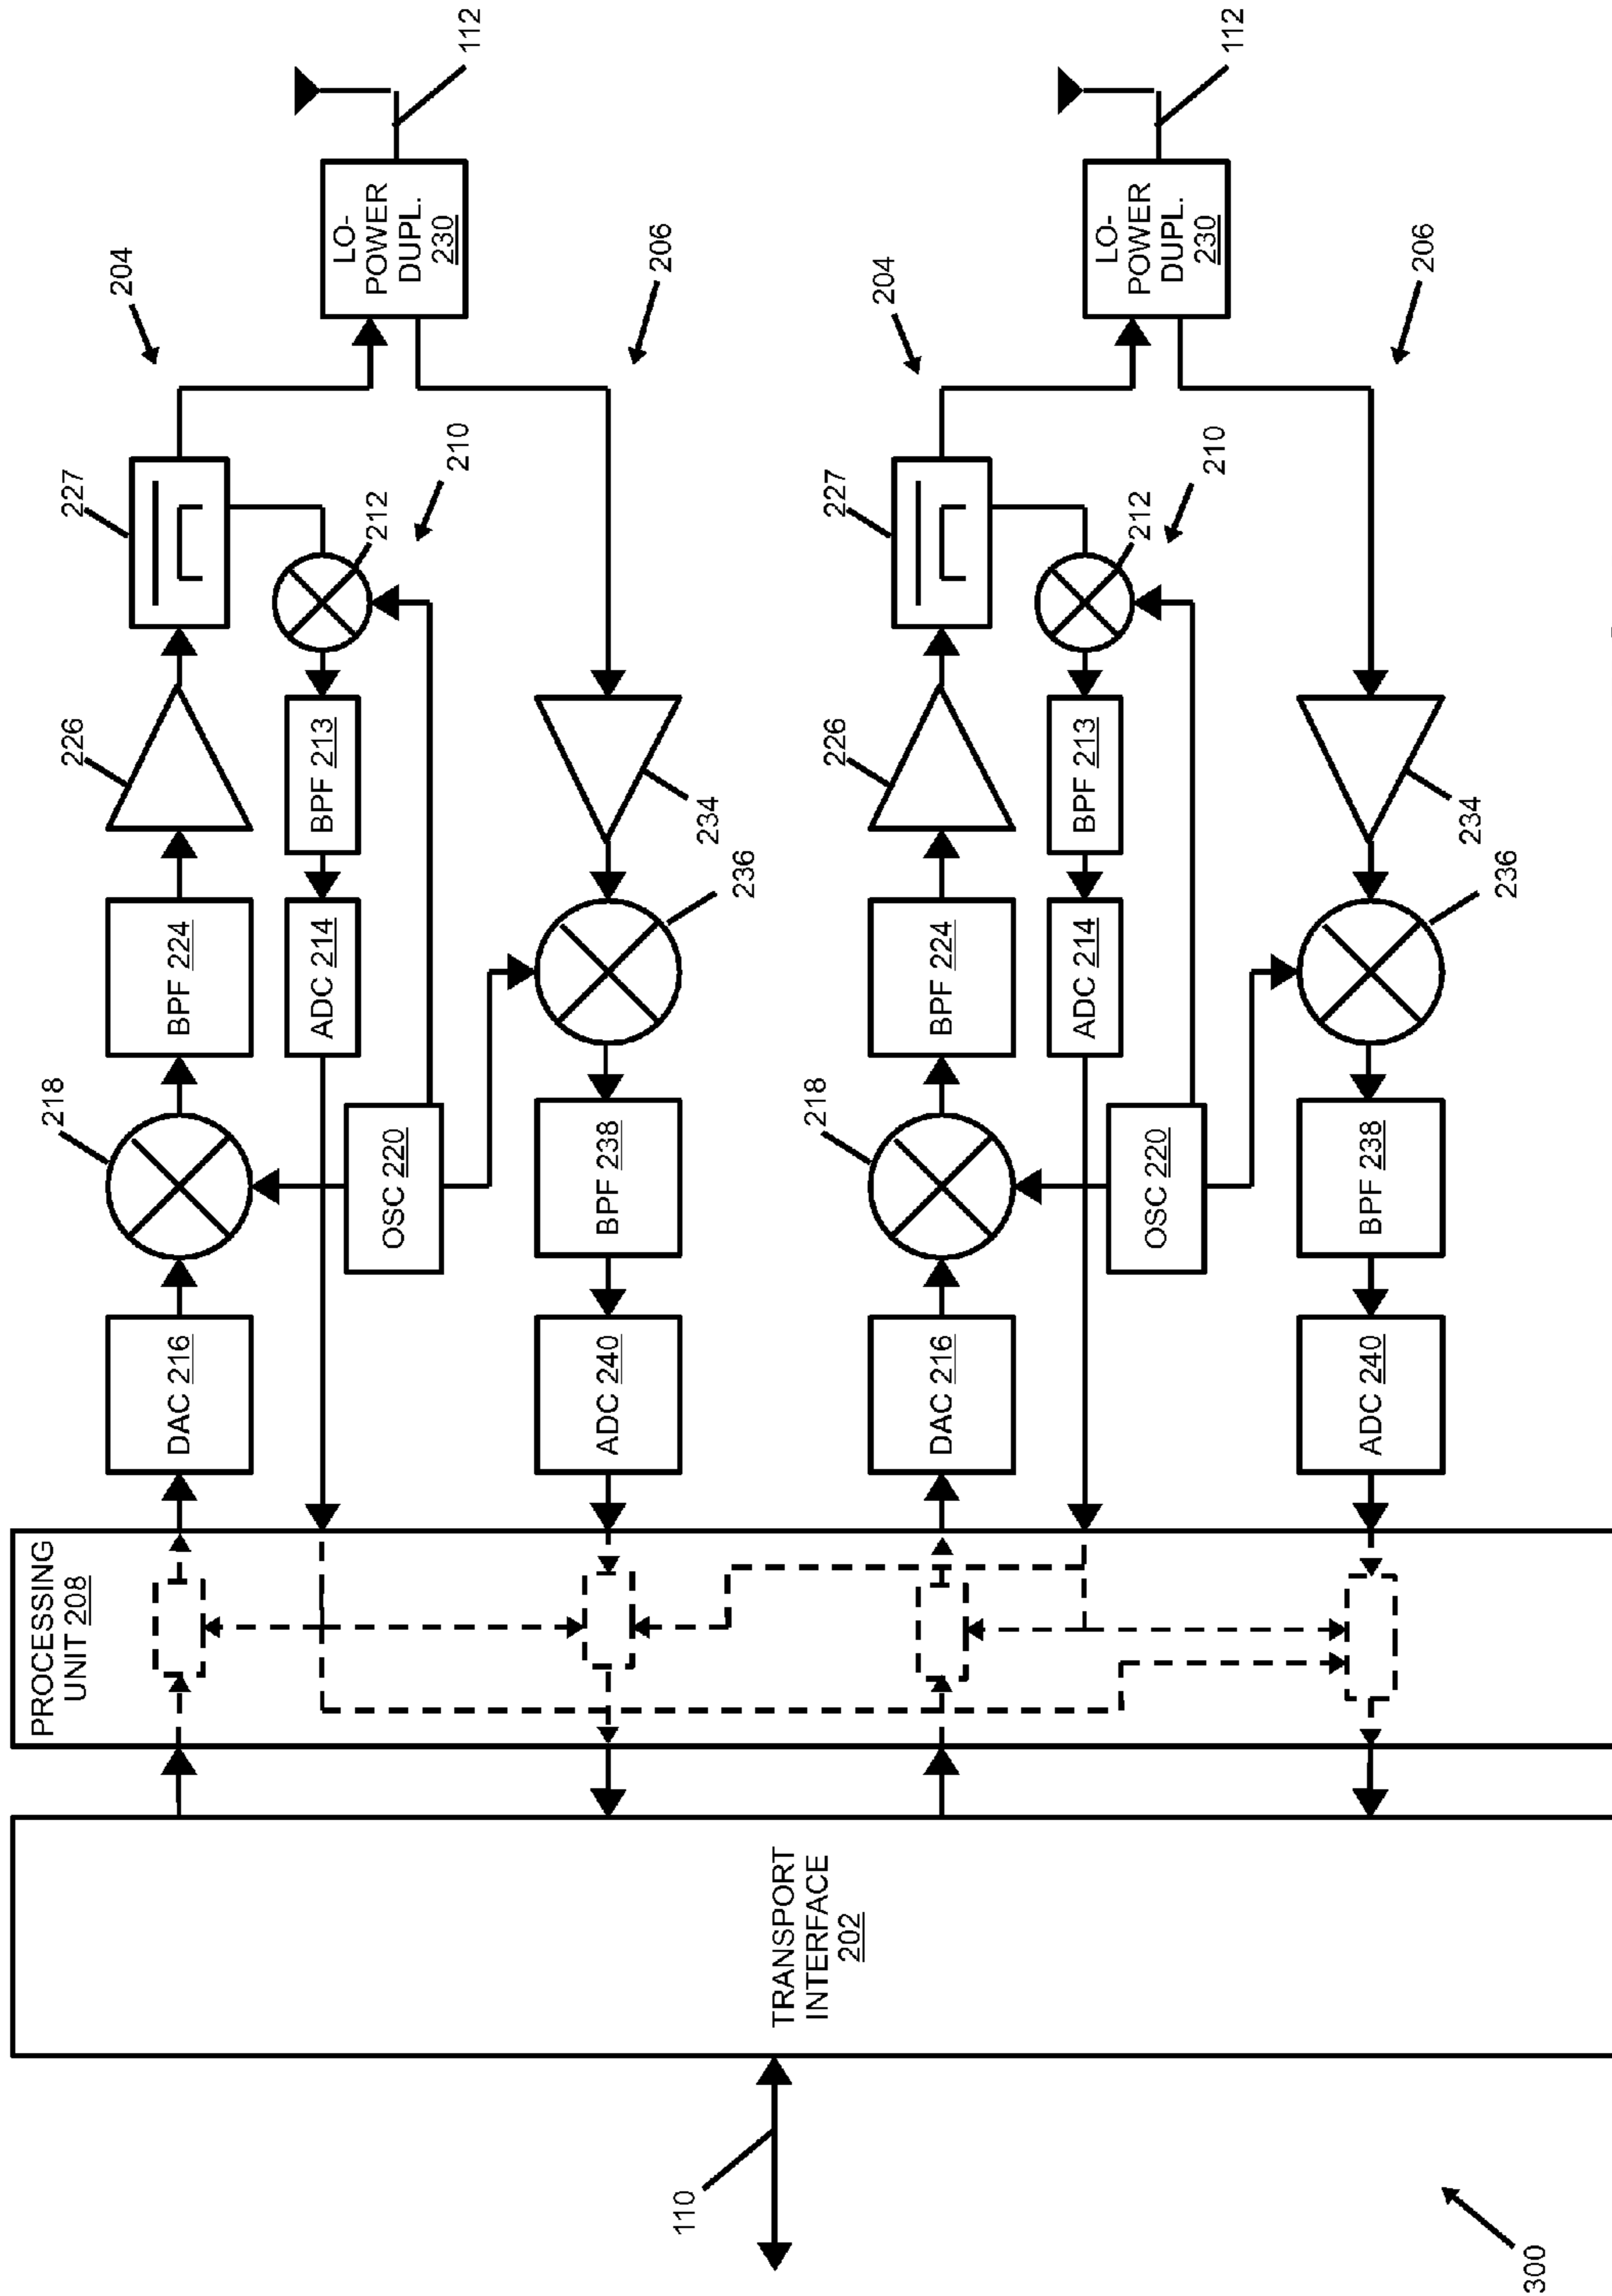 110
300
TRANSPORT
INTERFACE
202
PROCESSING
UNIT 208
DAC 216
218
BPF 224
226
227
204
ADC 214
BPF 213
212
210
OSC 220
LO-
POWER
DUPL.
230
112
ADC 240
BPF 238
236
234
206
DAC 216
218
BPF 224
226
227
204
ADC 214
BPF 213
212
210
OSC 220
LO-
POWER
DUPL.
230
112
ADC 240
BPF 238
236
234
206